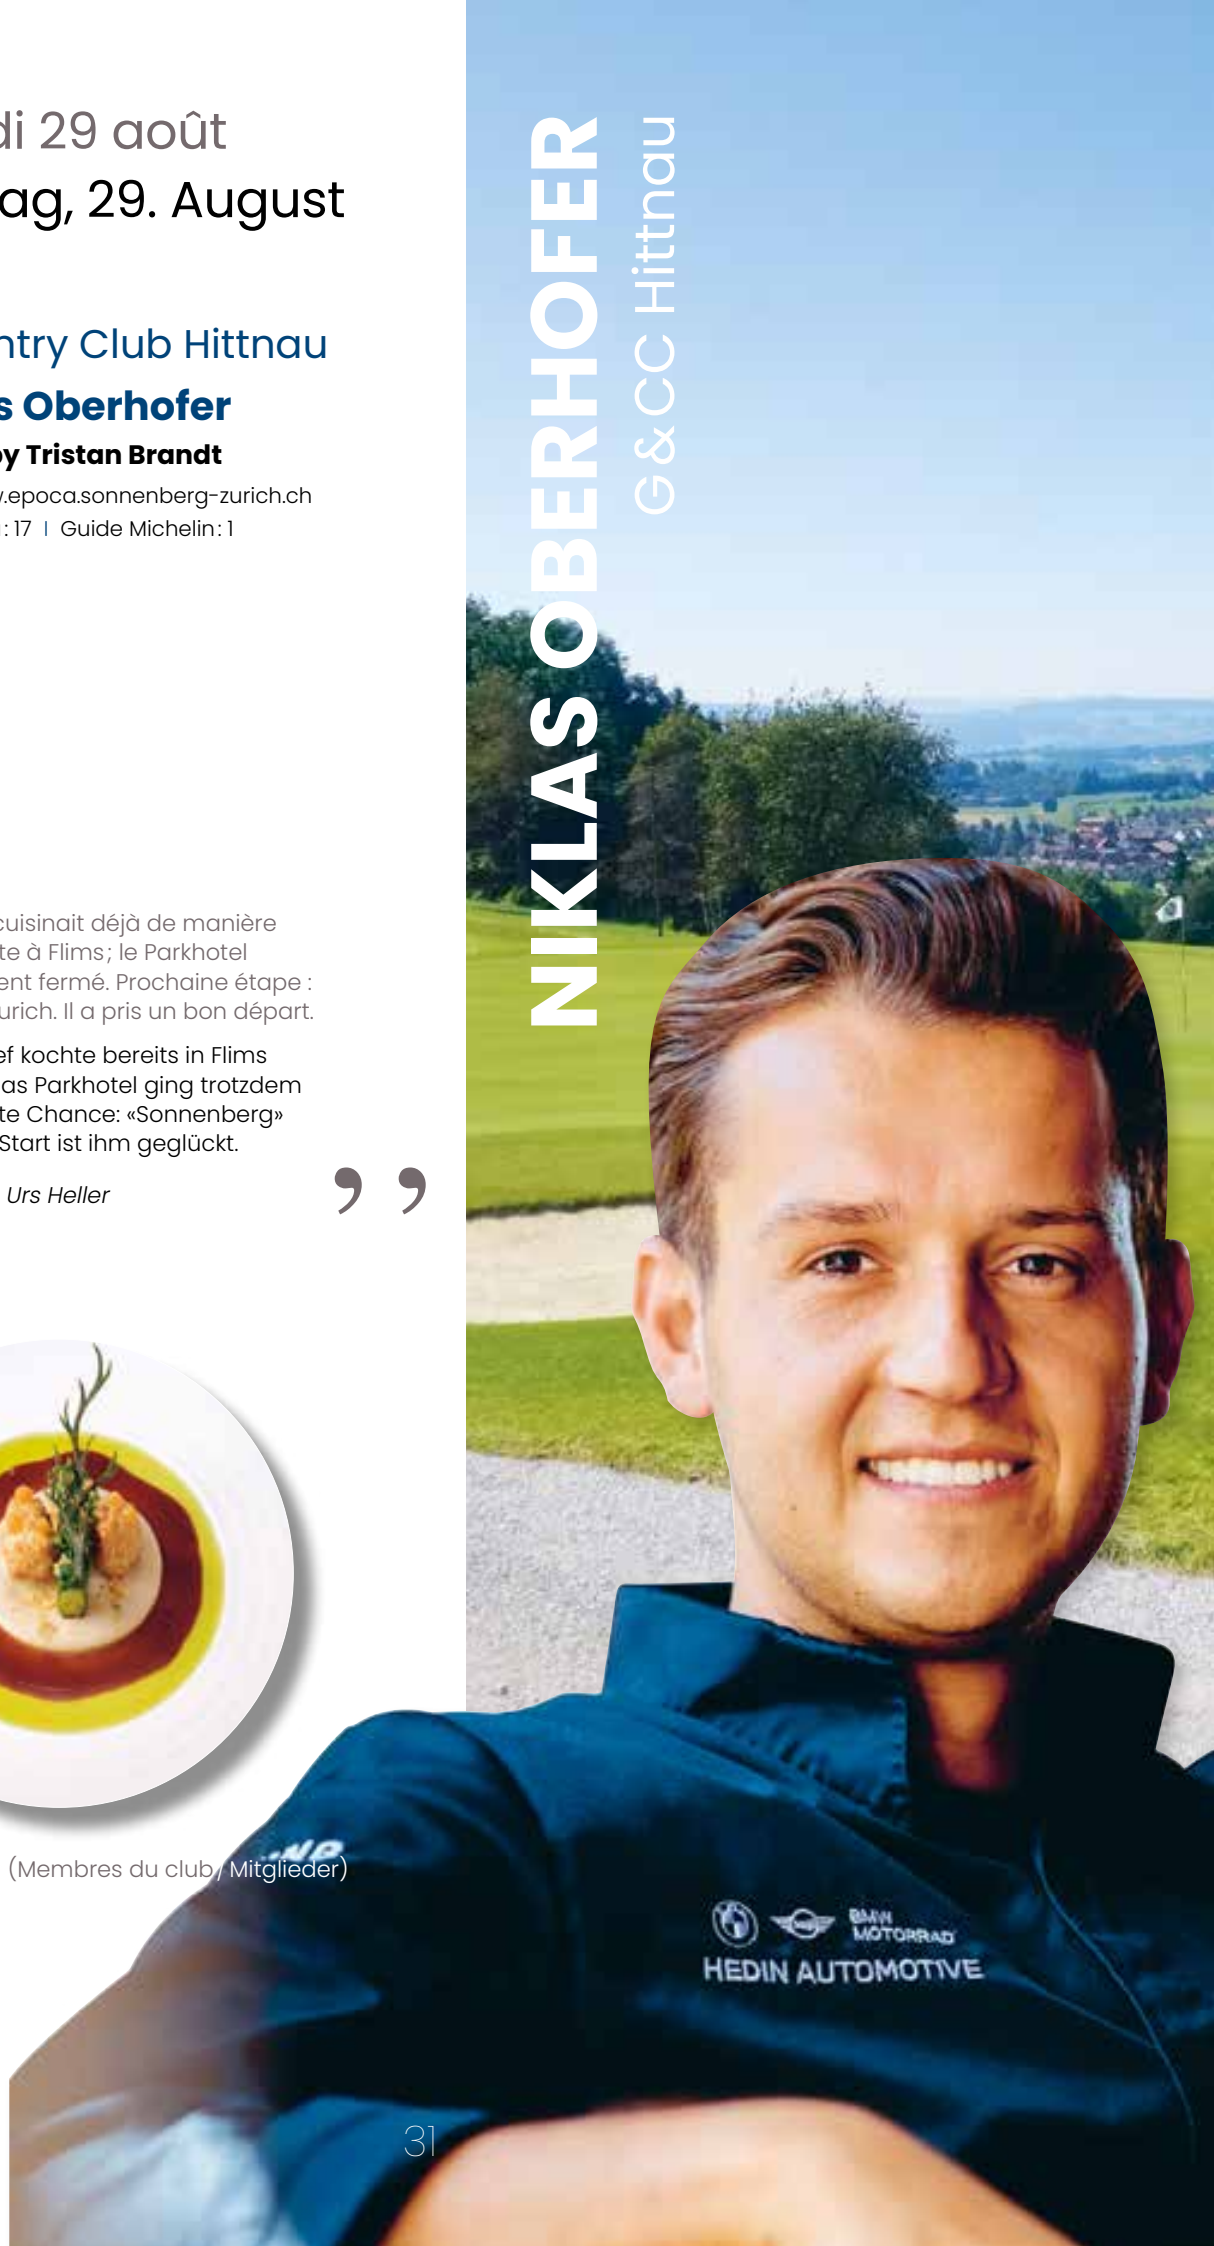 di 29 août
ag, 29. August
ntry Club Hittnau
s Oberhofer
by Tristan Brandt
.epoca.sonnenberg-zurich.ch
: 17 | Guide Michelin: 1
cuisinait déjà de manière
te à Flims; le Parkhotel
ent fermé. Prochaine étape :
urich. Il a pris un bon départ.
ef kochte bereits in Flims
as Parkhotel ging trotzdem
te Chance: «Sonnenberg»
Start ist ihm geglückt.
Urs Heller
”
(Membres du club / Mitglieder)
31
NIKLAS OBERHOFER
G&CC Hittnau
BMW
MOTORRAD
HEDIN AUTOMOTIVE